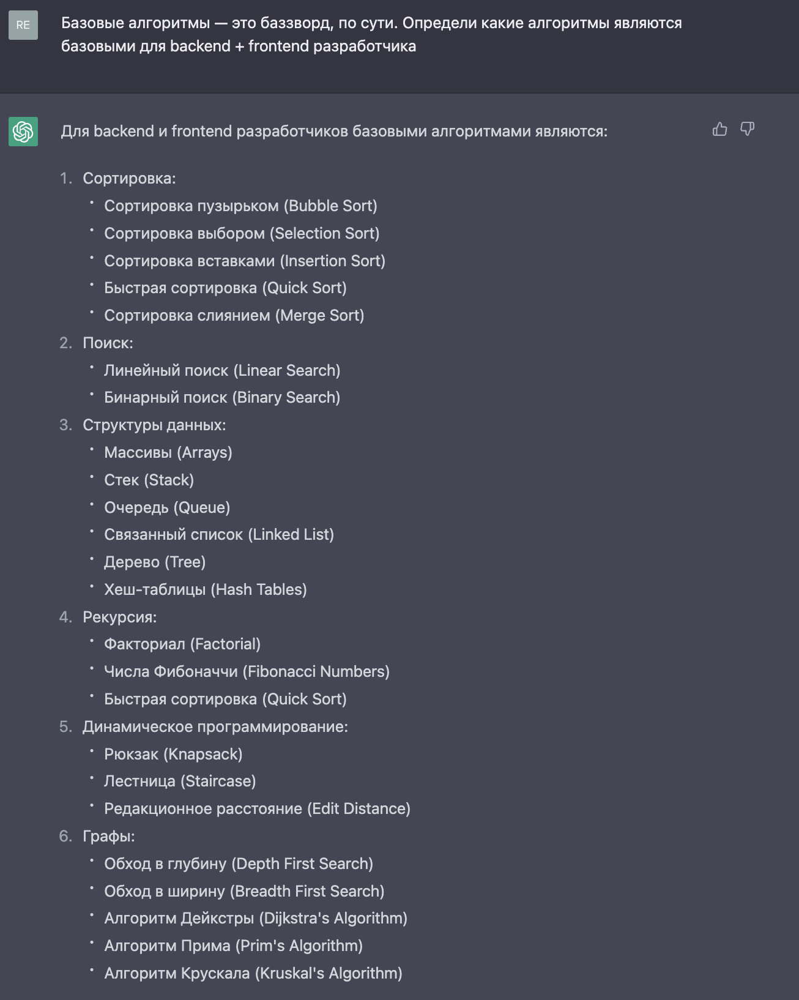 RE
Базовые алгоритмы — это баззворд, по сути. Определи какие алгоритмы являются
базовыми для backend + frontend разработчика
Для backend и frontend разработчиков базовыми алгоритмами являются:
1. Сортировка:
• Сортировка пузырьком (Bubble Sort)
• Сортировка выбором (Selection Sort)
• Сортировка вставками (Insertion Sort)
• Быстрая сортировка (Quick Sort)
• Сортировка слиянием (Merge Sort)
2. Поиск:
• Линейный поиск (Linear Search)
• Бинарный поиск (Binary Search)
3. Структуры данных:
• Массивы (Arrays)
• Стек (Stack)
• Очередь (Queue)
• Связанный список (Linked List)
• Дерево (Tree)
• Хеш-таблицы (Hash Tables)
4. Рекурсия:
• Факториал (Factorial)
• Числа Фибоначчи (Fibonacci Numbers)
• Быстрая сортировка (Quick Sort)
5. Динамическое программирование:
• Рюкзак (Knapsack)
• Лестница (Staircase)
• Редакционное расстояние (Edit Distance)
6. Графы:
• Обход в глубину (Depth First Search)
• Обход в ширину (Breadth First Search)
• Алгоритм Дейкстры (Dijkstra's Algorithm)
• Алгоритм Прима (Prim's Algorithm)
• Алгоритм Крускала (Kruskal's Algorithm)